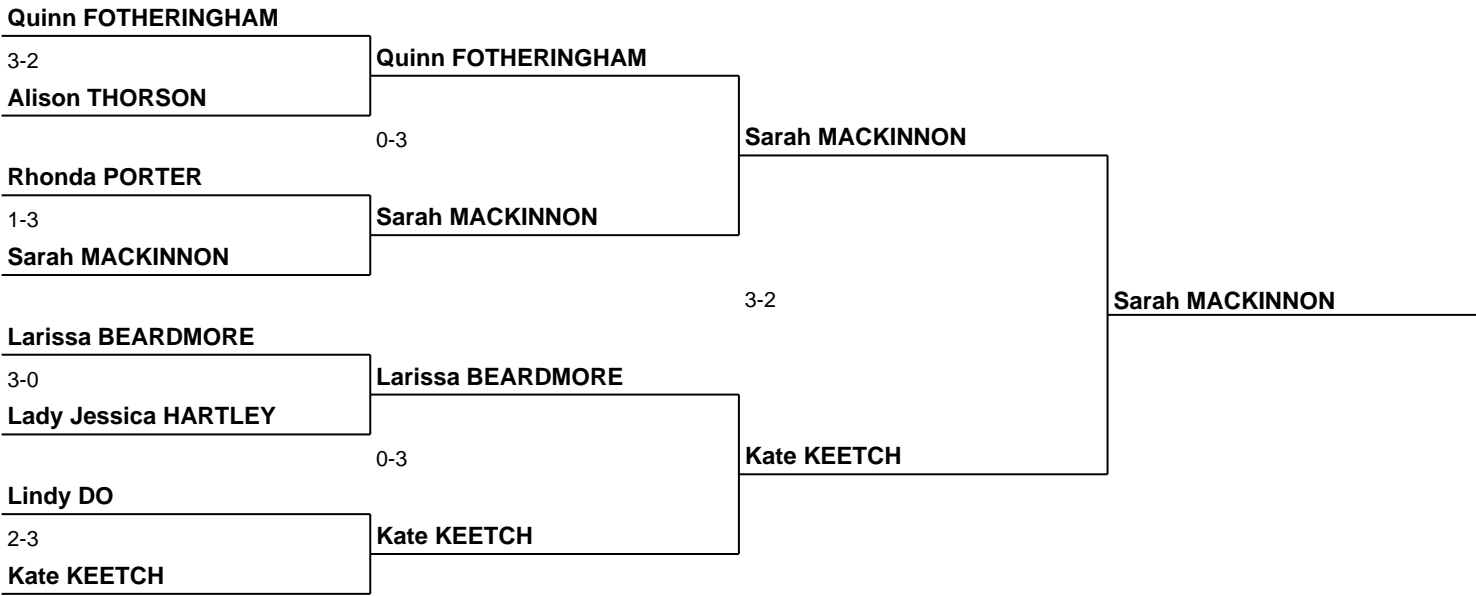 Quinn FOTHERINGHAM
3-2
Quinn FOTHERINGHAM
Alison THORSON
0-3
Sarah MACKINNON
Rhonda PORTER
1-3
Sarah MACKINNON
Sarah MACKINNON
3-2
Sarah MACKINNON
Larissa BEARDMORE
3-0
Larissa BEARDMORE
Lady Jessica HARTLEY
0-3
Kate KEETCH
Lindy DO
2-3
Kate KEETCH
Kate KEETCH